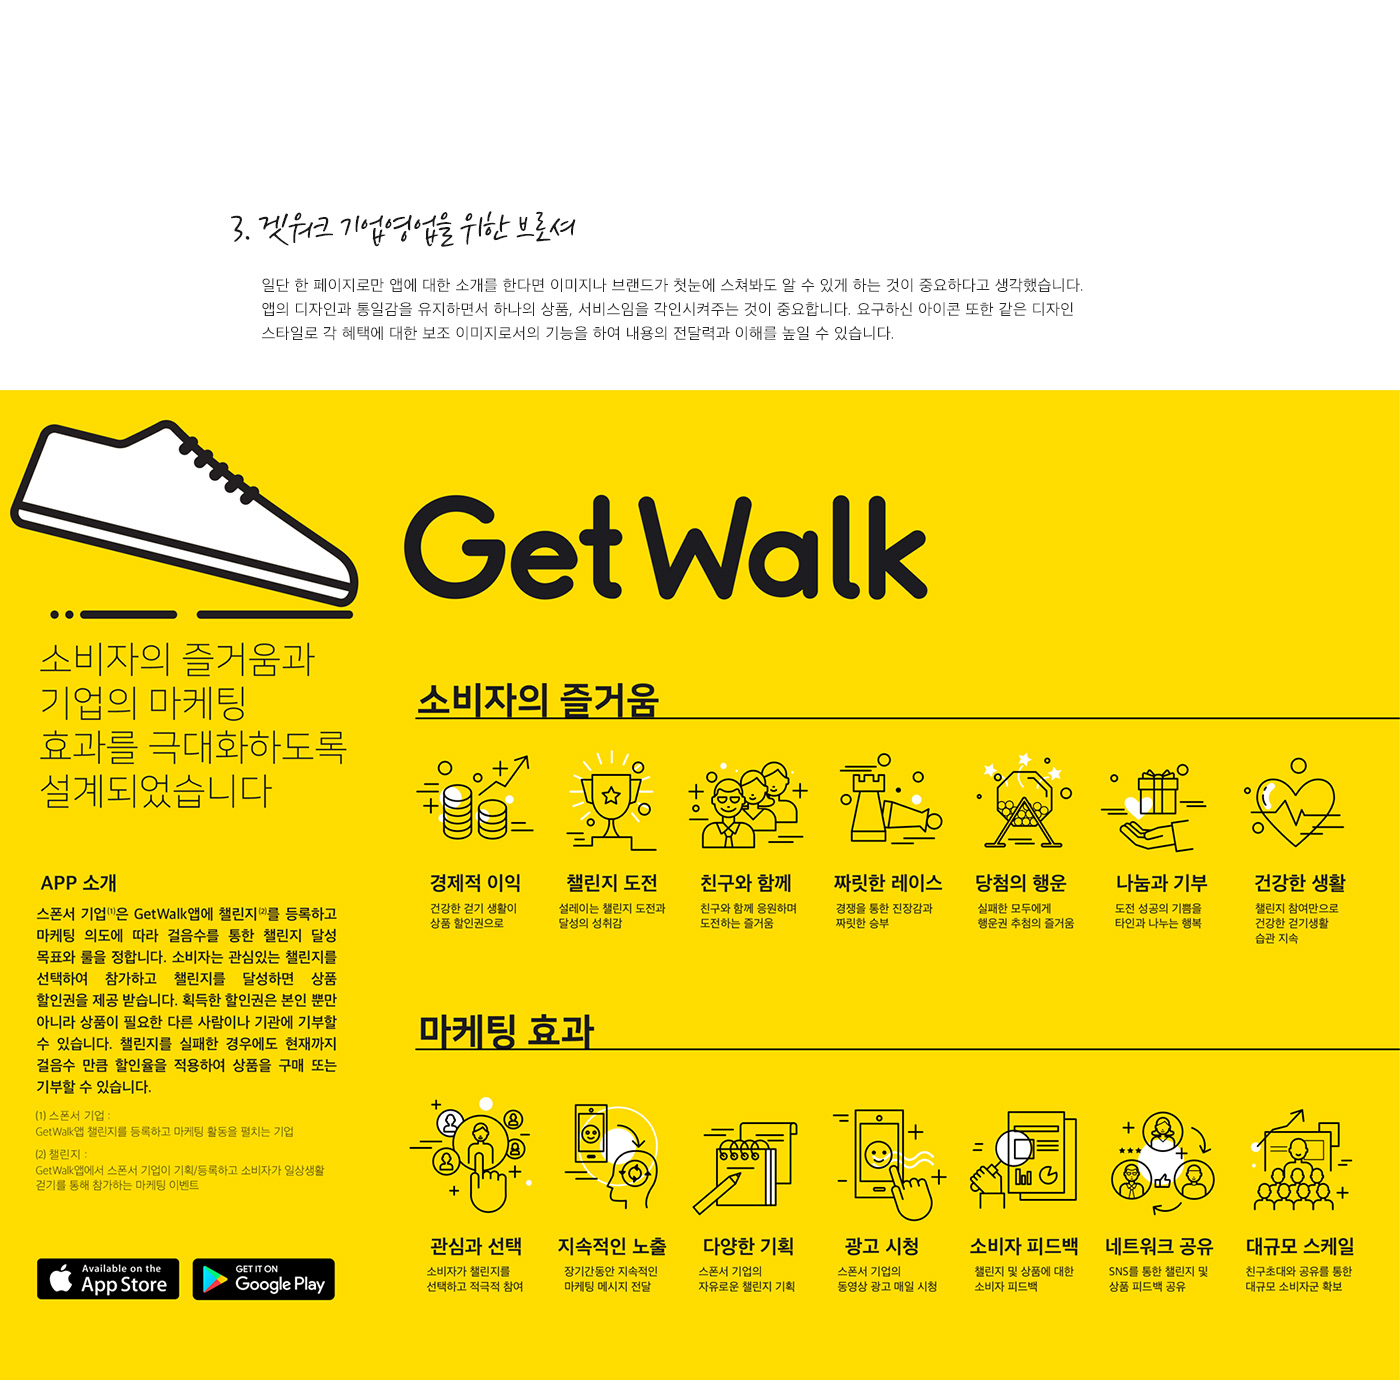 3. 겟워크 기업영업을 위한 브로셔
일단 한 페이지로만 앱에 대한 소개를 한다면 이미지나 브랜드가 첫눈에 스쳐봐도 알 수 있게 하는 것이 중요하다고 생각했습니다.
앱의 디자인과 통일감을 유지하면서 하나의 상품, 서비스임을 각인시켜주는 것이 중요합니다. 요구하신 아이콘 또한 같은 디자인
스타일로 각 혜택에 대한 보조 이미지로서의 기능을 하여 내용의 전달력과 이해를 높일 수 있습니다.
GetWalk
소비자의 즐거움과
기업의 마케팅
효과를 극대화하도록
설계되었습니다
APP 소개
스폰서 기업(1)은 GetWalk앱에 챌린지(2)를 등록하고
마케팅 의도에 따라 걸음수를 통한 챌린지 달성
목표와 룰을 정합니다. 소비자는 관심있는 챌린지를
선택하여 참가하고 챌린지를 달성하면 상품
할인권을 제공 받습니다. 획득한 할인권은 본인 뿐만
아니라 상품이 필요한 다른 사람이나 기관에 기부할
수 있습니다. 챌린지를 실패한 경우에도 현재까지
걸음수 만큼 할인율을 적용하여 상품을 구매 또는
기부할 수 있습니다.
(1) 스폰서 기업 :
GetWalk앱 챌린지를 등록하고 마케팅 활동을 펼치는 기업
(2) 챌린지 :
GetWalk앱에서 스폰서 기업이 기획/등록하고 소비자가 일상생활
걷기를 통해 참가하는 마케팅 이벤트
Available on the
App Store
GET IT ON
Google Play
소비자의 즐거움
경제적 이익
건강한 걷기 생활이
상품 할인권으로
챌린지 도전
설레이는 챌린지 도전과
달성의 성취감
친구와 함께
친구와 함께 응원하며
도전하는 즐거움
짜릿한 레이스
경쟁을 통한 진장감과
짜릿한 승부
당첨의 행운
실패한 모두에게
행운권 추첨의 즐거움
나눔과 기부
도전 성공의 기쁨을
타인과 나누는 행복
건강한 생활
챌린지 참여만으로
건강한 걷기생활
습관 지속
마케팅 효과
관심과 선택
소비자가 챌린지를
선택하고 적극적 참여
지속적인 노출
장기간동안 지속적인
마케팅 메시지 전달
다양한 기획
스폰서 기업의
자유로운 챌린지 기획
광고 시청
스폰서 기업의
동영상 광고 매일 시청
소비자 피드백
챌린지 및 상품에 대한
소비자 피드백
네트워크 공유
SNS를 통한 챌린지 및
상품 피드백 공유
대규모 스케일
친구초대와 공유를 통한
대규모 소비자군 확보